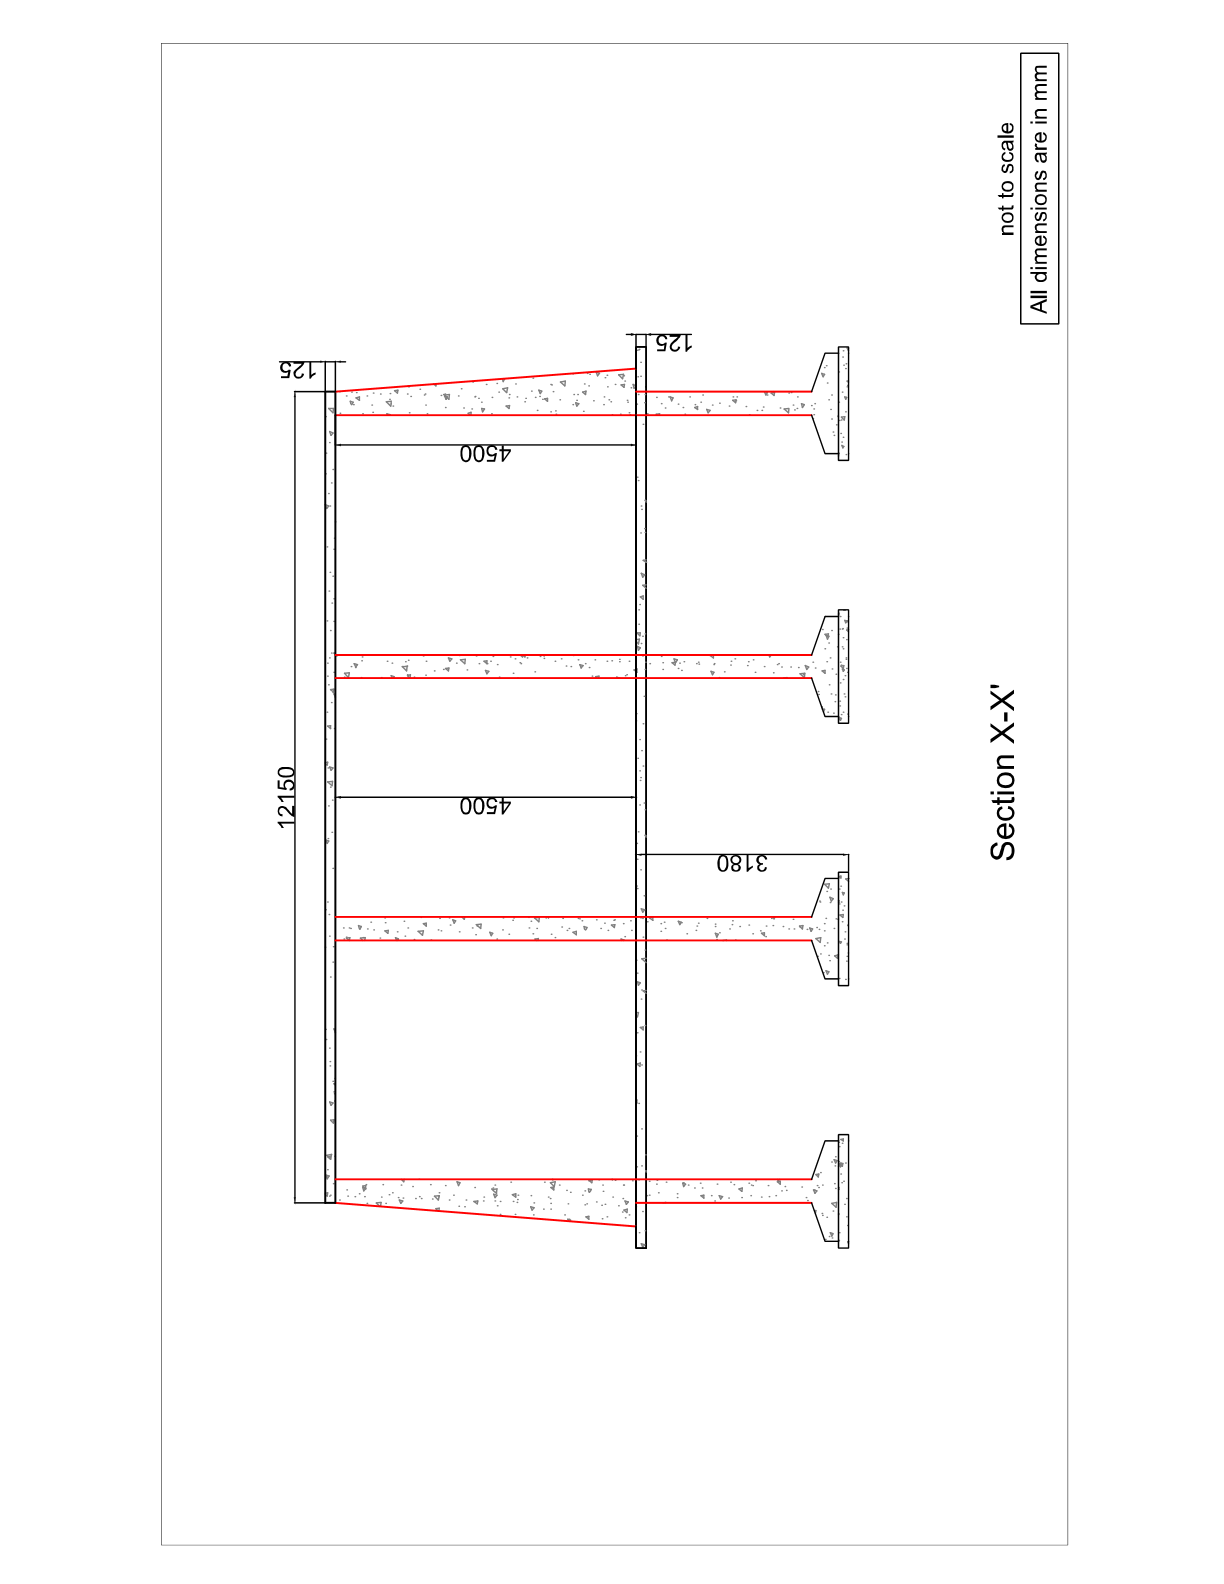 not to scale
All dimensions are in mm
12150
125
125
4500
4500
3180
Section X-X'